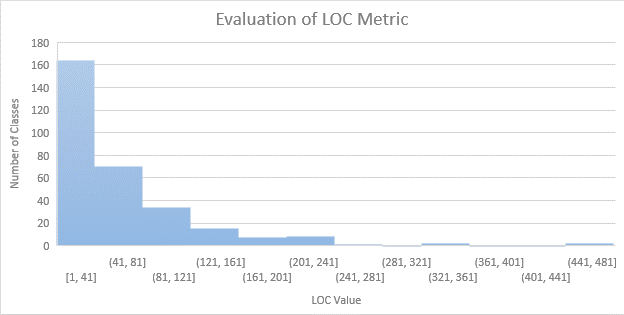 Evaluation of LOC Metric
180
160
140
120
100
80
60
40
20
0
Number of Classes
(41, 81] (121, 161] (201, 241] (281, 321] (361, 401] (441, 481]
[1, 41] (81, 121] (161, 201] (241, 281] (321, 361] (401, 441]
LOC Value